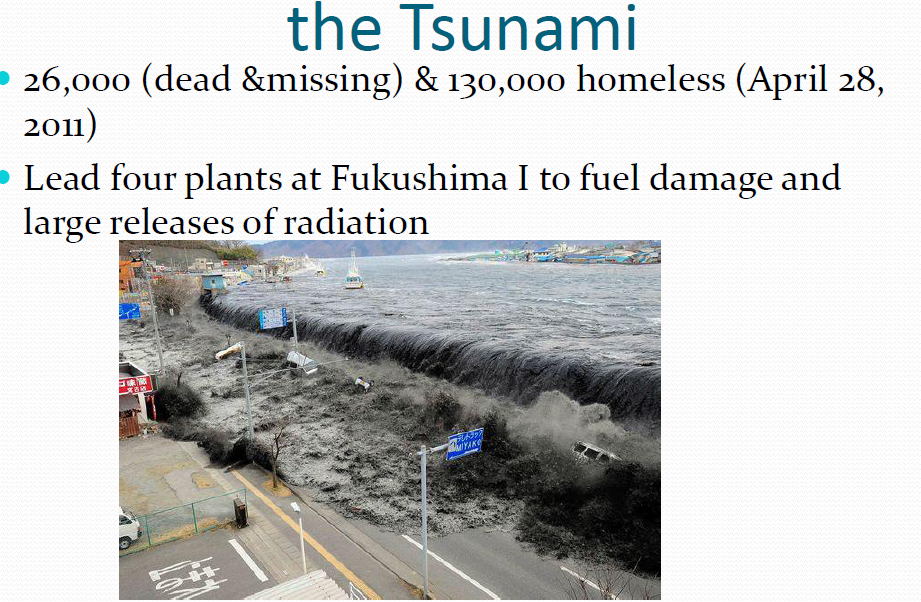 the Tsunami
26,000 (dead &missing) & 130,000 homeless (April 28,
2011)
Lead four plants at Fukushima I to fuel damage and
large releases of radiation
MIYAKO